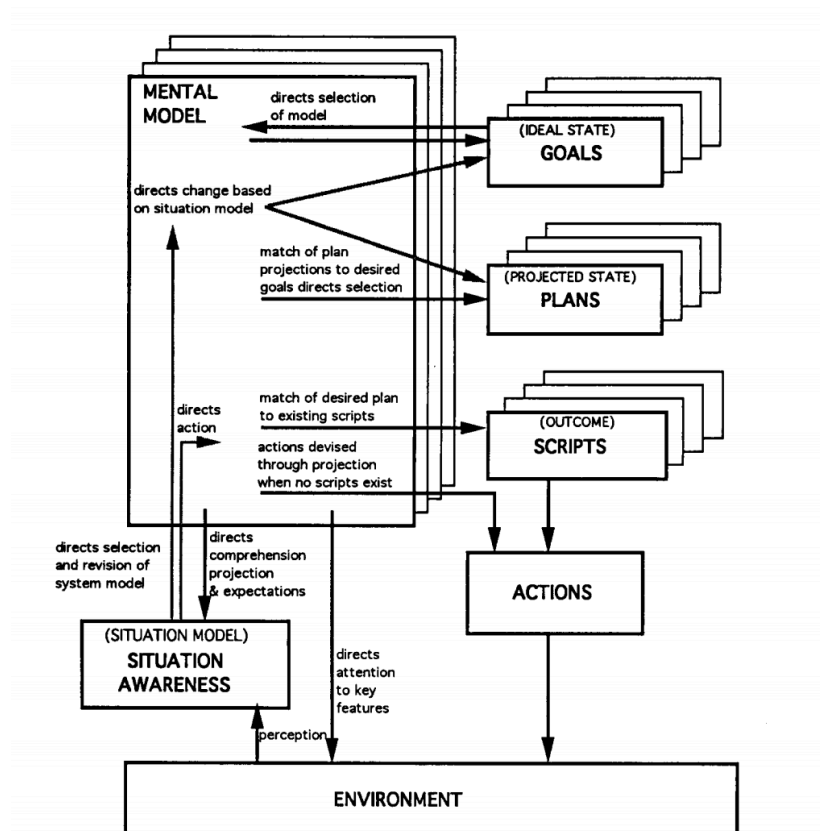 MENTAL
MODEL
directs selection
of model
(IDEAL STATE)
GOALS
directs change based
on situation model
match of plan
projections to desired
goals directs selection
(PROJECTED STATE)
PLANS
directs
action
match of desired plan
to existing scripts
actions devised
through projection
when no scripts exist
(OUTCOME)
SCRIPTS
directs selection
and revision of
system model
directs
comprehension
projection
& expectations
ACTIONS
(SITUATION MODEL)
SITUATION
AWARENESS
directs
attention
to key
features
perception
ENVIRONMENT